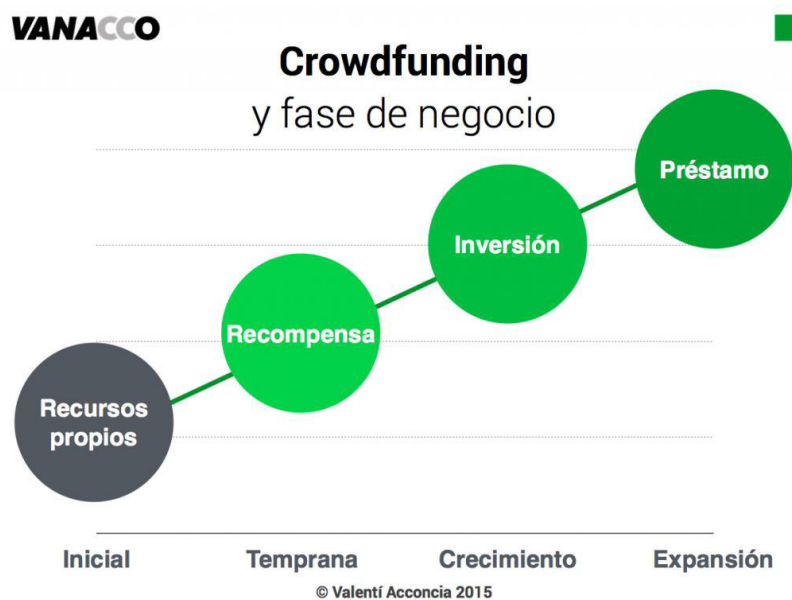 VANACCO
Crowdfunding
y fase de negocio
Préstamo
Inversión
Recompensa
Recursos
propios
Inicial Temprana Crecimiento Expansión
© Valentí Acconcia 2015